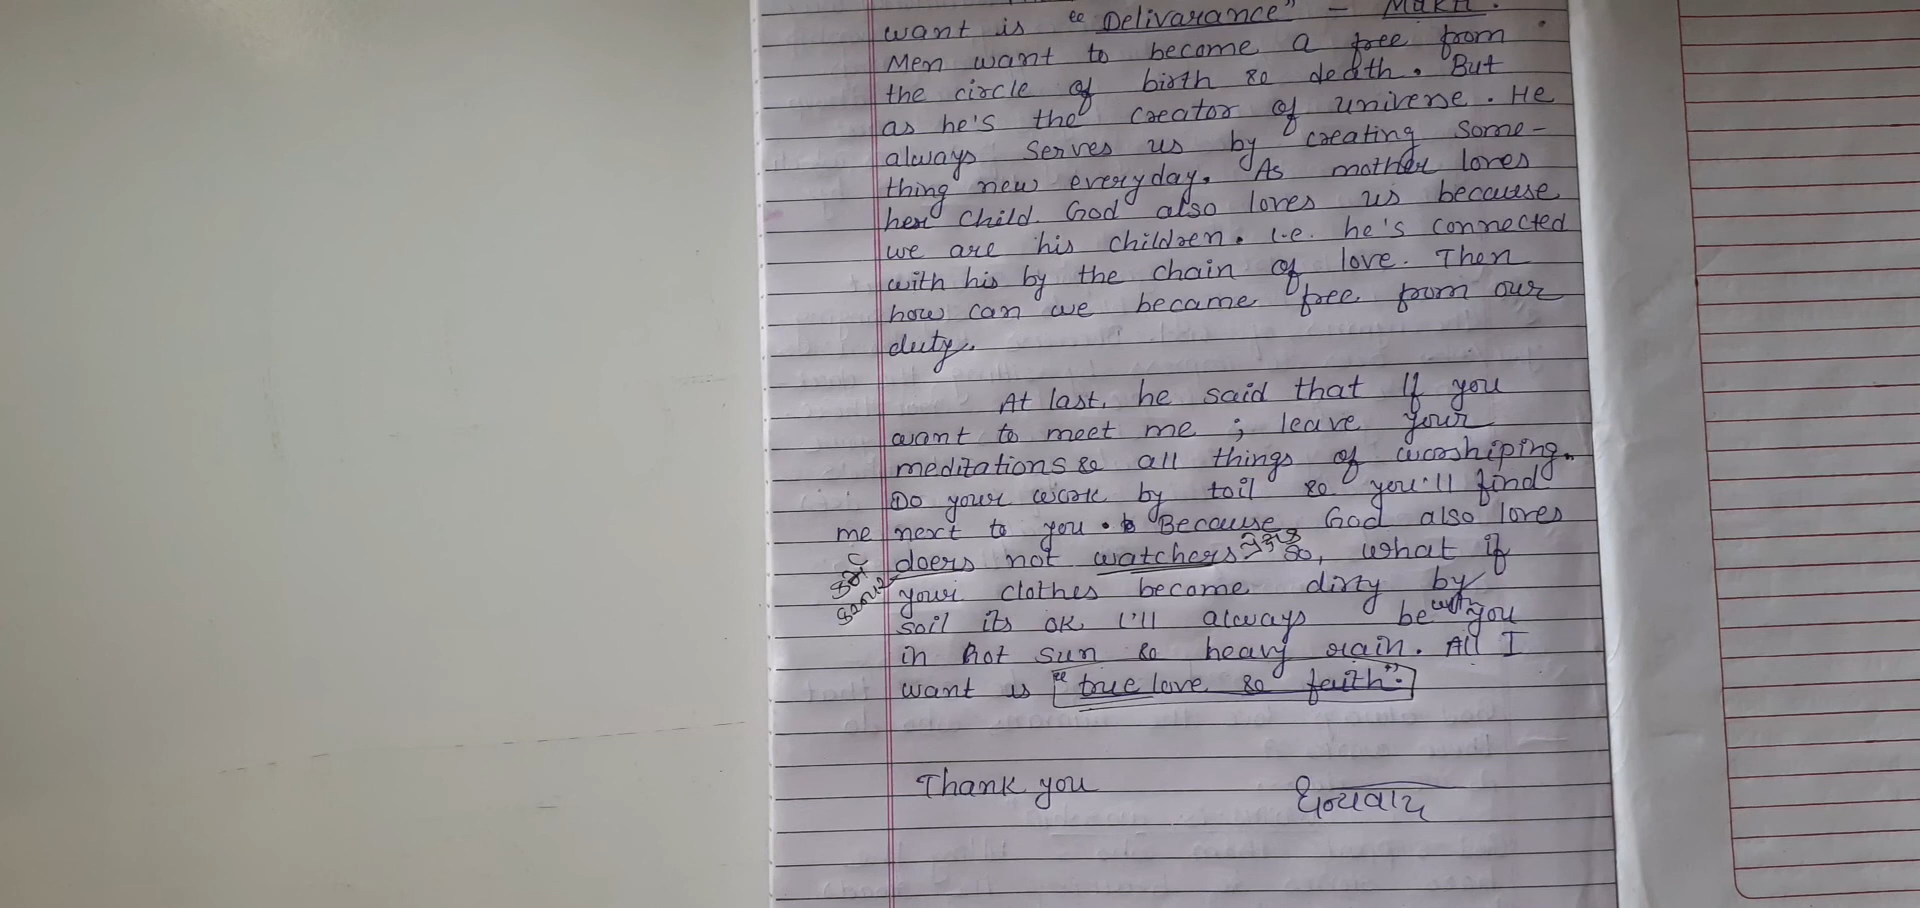 want is "Delivarance" -
Men want to become a free from
the circle of birth & death. But
as he's the creator of universe. He
always serves us by creating some-
thing new everyday. As mother loves
her child. God also loves us because
we are his children. i.e. he's connected
with his by the chain of love. Then
how can we became free from our
duty.
At last, he said that If you
want to meet me ; leave your
meditations & all things of worshiping.
Do your work by toil & you'll find
me next to you. Because God also loves
doers not watchers so, what if
your clothes become dirty by
soil its ok I'll always be with you
in hot sun & heavy rain. All I
want is "true love & faith".
Thank you
ધન્યવાદ